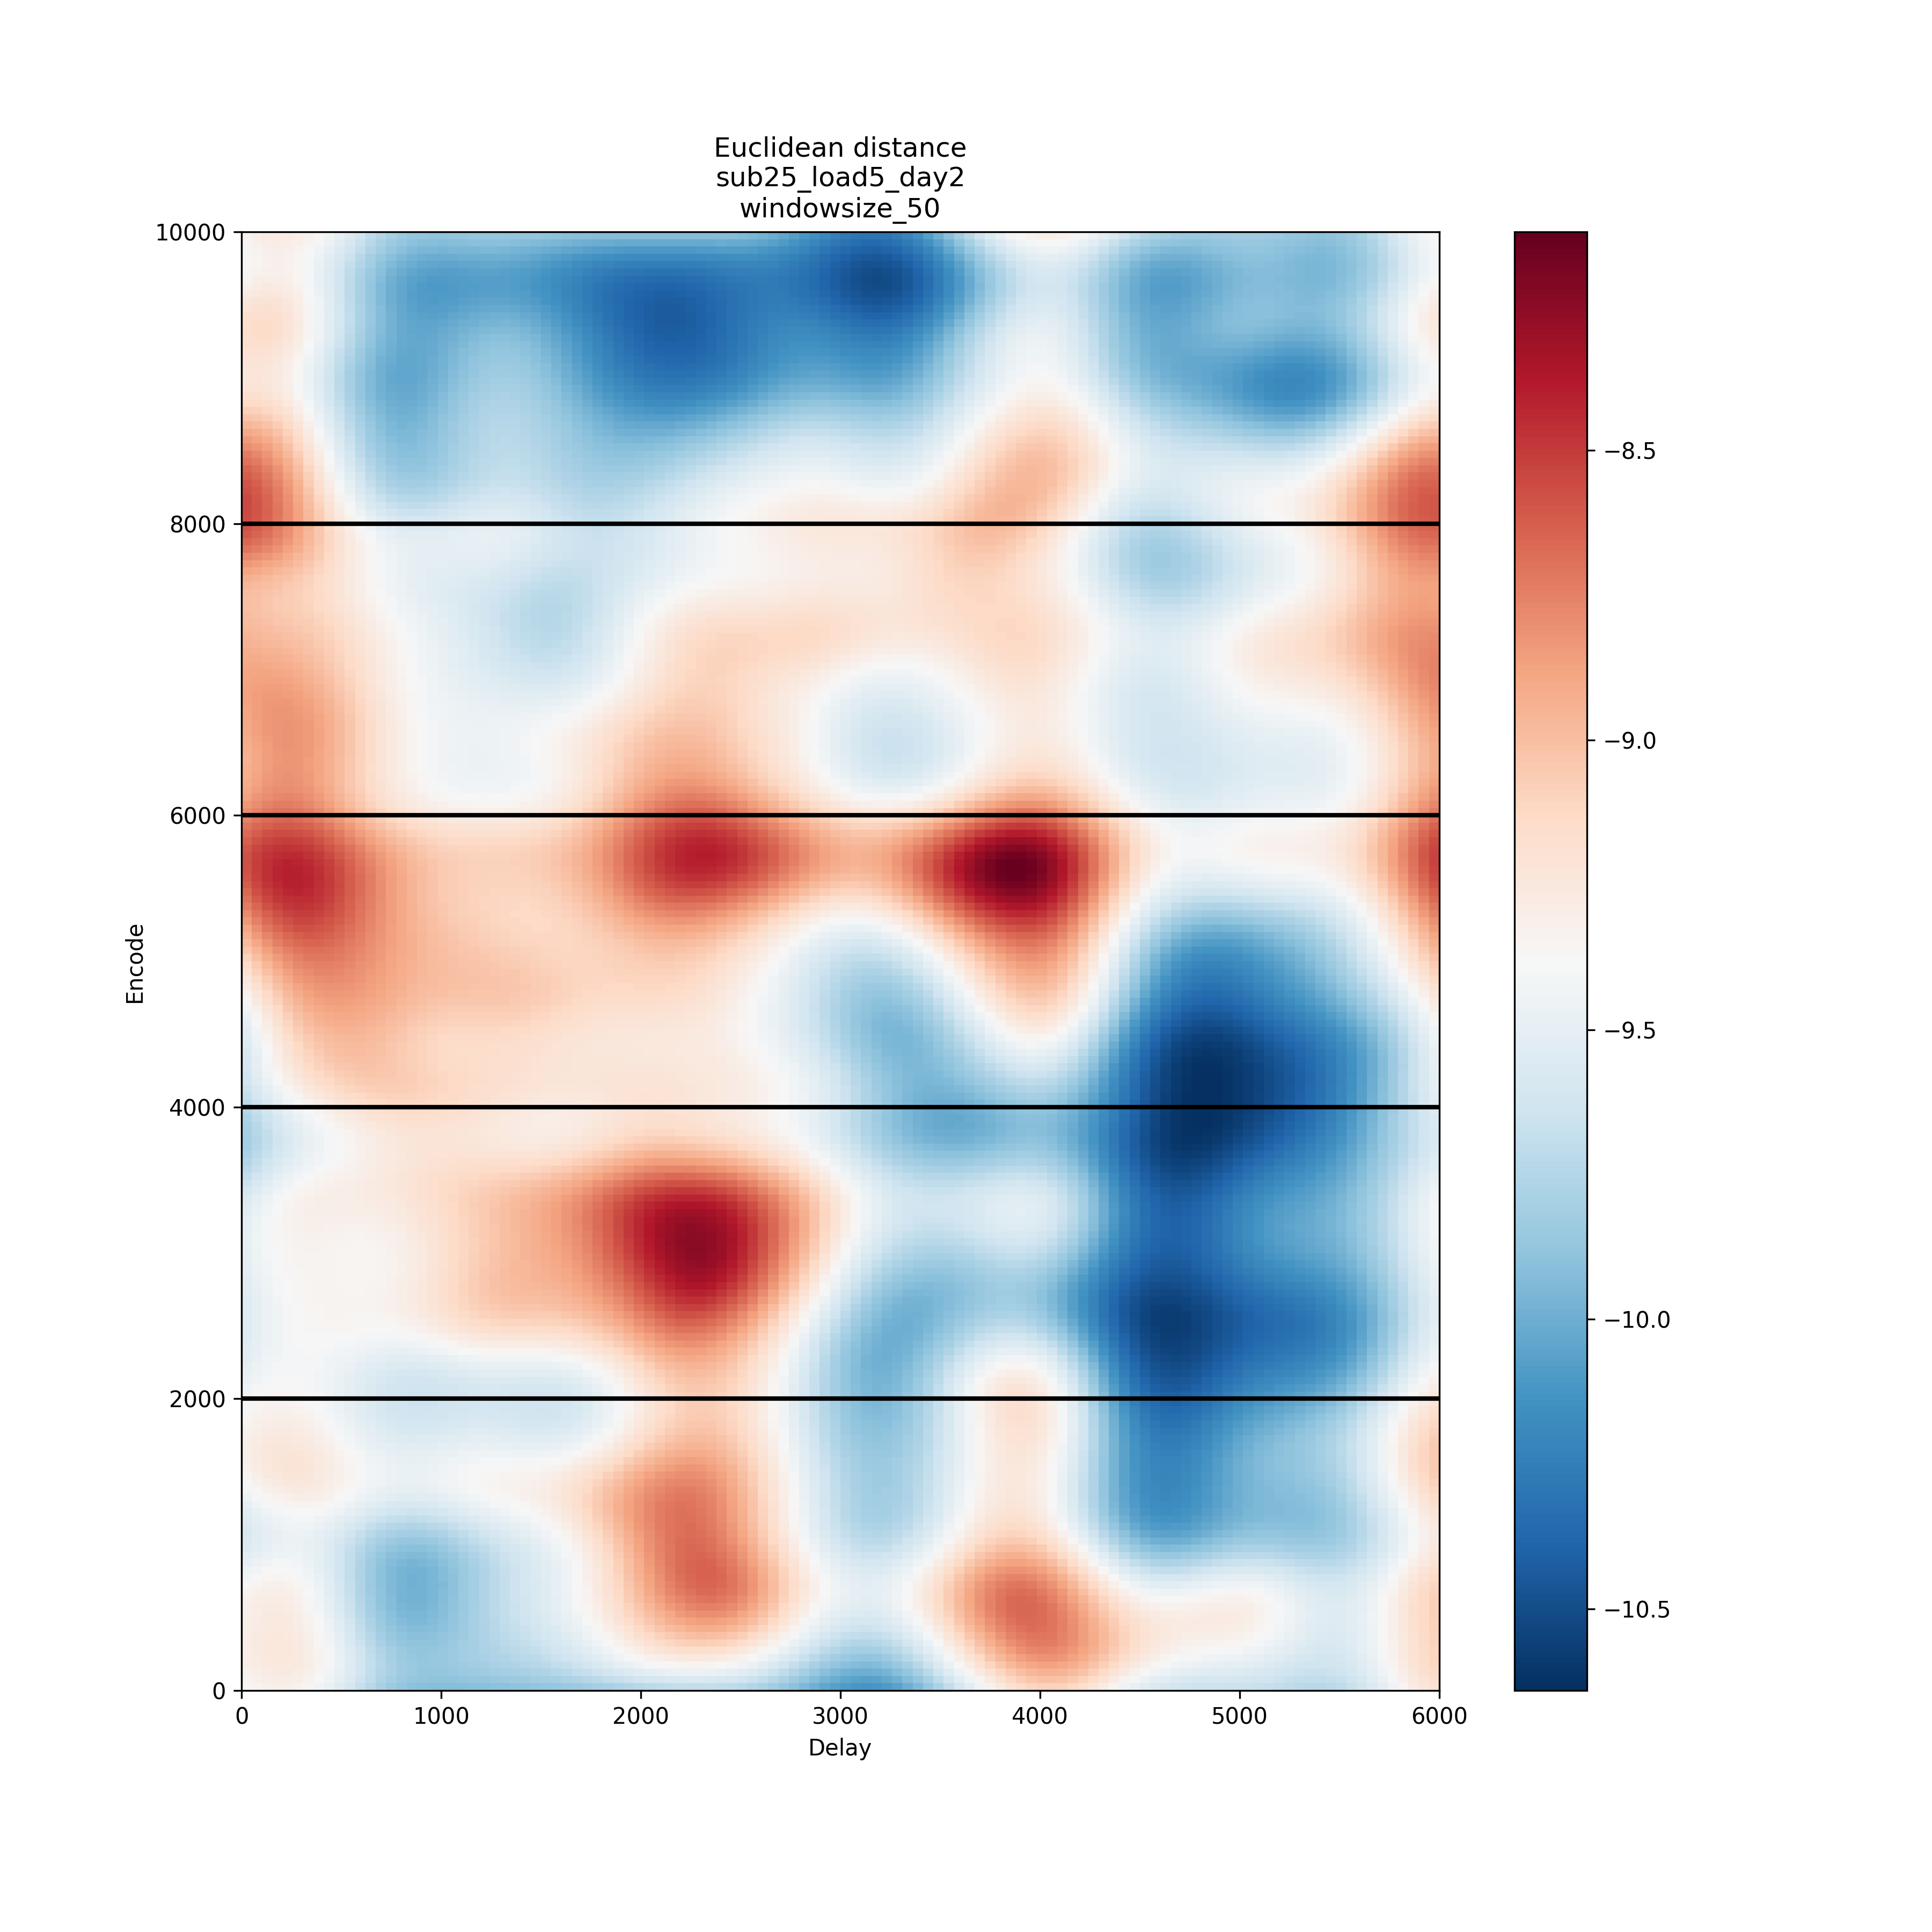 Euclidean distance
sub25_load5_day2
windowsize_50
10000
8000
6000
4000
2000
0
Encode
0 1000 2000 3000 4000 5000 6000
Delay
−8.5
−9.0
−9.5
−10.0
−10.5